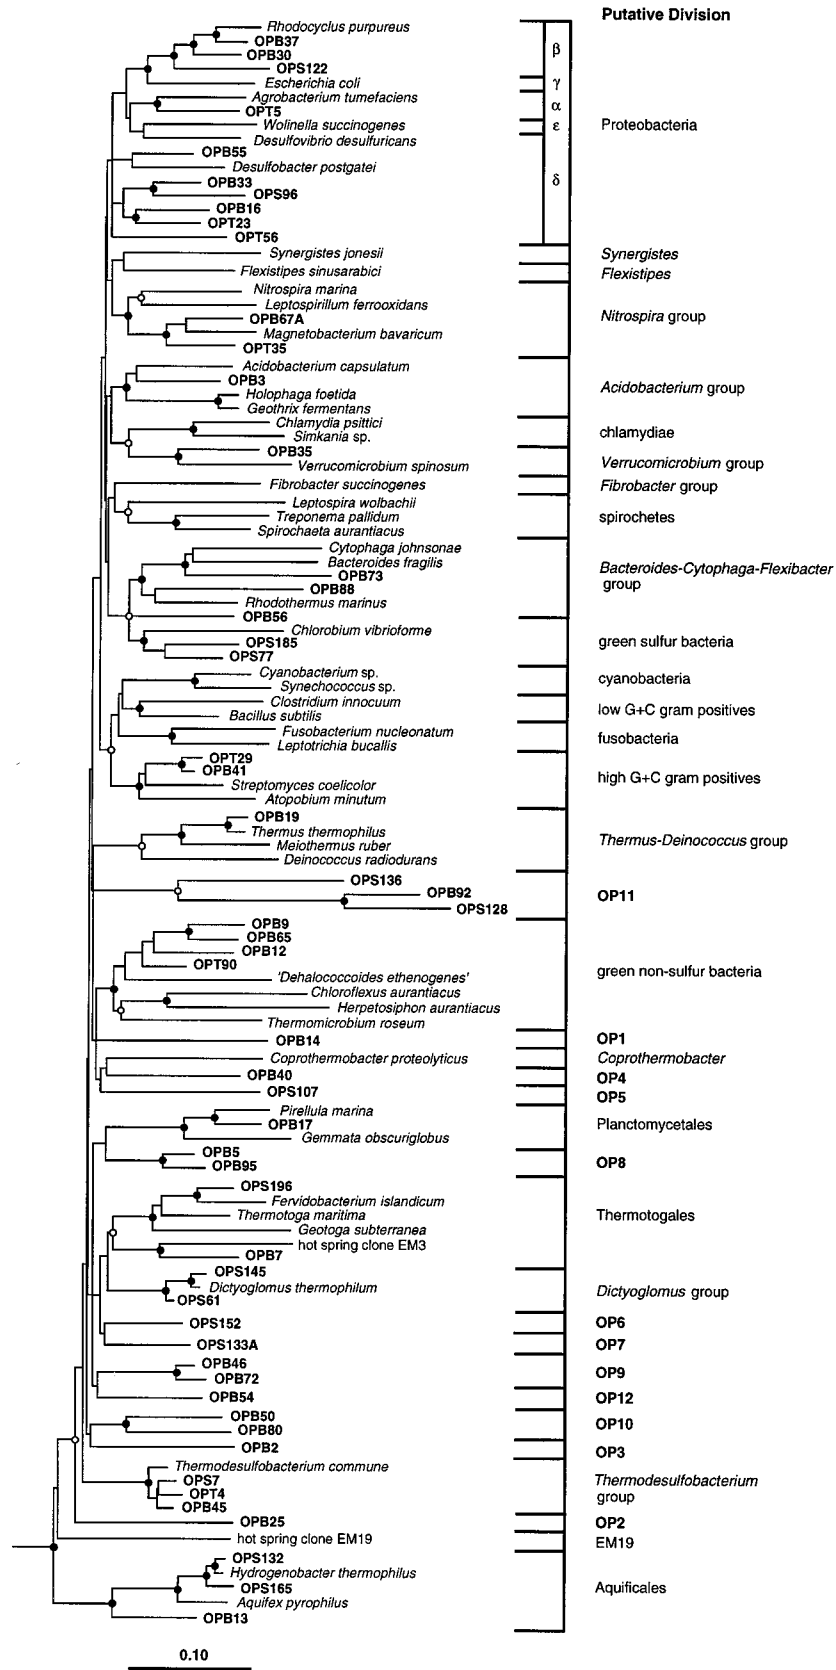 Putative Division
Rhodocyclus purpureus
OPB37
OPB30
β
OPS122
Escherichia coli
γ
Agrobacterium tumefaciens
α
OPT5
Wolinella succinogenes
ε
Proteobacteria
Desulfovibrio desulfuricans
OPB55
Desulfobacter postgatei
δ
OPB33
OPS96
OPB16
OPT23
OPT56
Synergistes jonesii
Synergistes
Flexistipes sinusarabici
Flexistipes
Nitrospira marina
Leptospirillum ferrooxidans
OPB67A
Nitrospira group
Magnetobacterium bavaricum
OPT35
Acidobacterium capsulatum
OPB3
Acidobacterium group
Holophaga foetida
Geothrix fermentans
Chlamydia psittici
chlamydiae
Simkania sp.
OPB35
Verrucomicrobium spinosum
Verrucomicrobium group
Fibrobacter succinogenes
Fibrobacter group
Leptospira wolbachii
Treponema pallidum
spirochetes
Spirochaeta aurantiacus
Cytophaga johnsonae
Bacteroides fragilis
Bacteroides-Cytophaga-Flexibacter
group
OPB73
OPB88
Rhodothermus marinus
OPB56
Chlorobium vibrioforme
OPS185
green sulfur bacteria
OPS77
Cyanobacterium sp.
cyanobacteria
Synechococcus sp.
Clostridium innocuum
low G+C gram positives
Bacillus subtilis
Fusobacterium nucleonatum
fusobacteria
Leptotrichia bucallis
OPT29
OPB41
high G+C gram positives
Streptomyces coelicolor
Atopobium minutum
OPB19
Thermus thermophilus
Thermus-Deinococcus group
Meiothermus ruber
Deinococcus radiodurans
OPS136
OPB92
OP11
OPS128
OPB9
OPB65
OPB12
OPT90
green non-sulfur bacteria
'Dehalococcoides ethenogenes'
Chloroflexus aurantiacus
Herpetosiphon aurantiacus
Thermomicrobium roseum
OPB14
OP1
Coprothermobacter proteolyticus
Coprothermobacter
OPB40
OP4
OPS107
OP5
Pirellula marina
OPB17
Planctomycetales
Gemmata obscuriglobus
OPB5
OP8
OPB95
OPS196
Fervidobacterium islandicum
Thermotoga maritima
Thermotogales
Geotoga subterranea
hot spring clone EM3
OPB7
OPS145
Dictyoglomus thermophilum
Dictyoglomus group
OPS61
OPS152
OP6
OPS133A
OP7
OPB46
OP9
OPB72
OPB54
OP12
OPB50
OP10
OPB80
OPB2
OP3
Thermodesulfobacterium commune
OPS7
Thermodesulfobacterium
group
OPT4
OPB45
OPB25
OP2
hot spring clone EM19
EM19
OPS132
Hydrogenobacter thermophilus
OPS165
Aquificales
Aquifex pyrophilus
OPB13
0.10